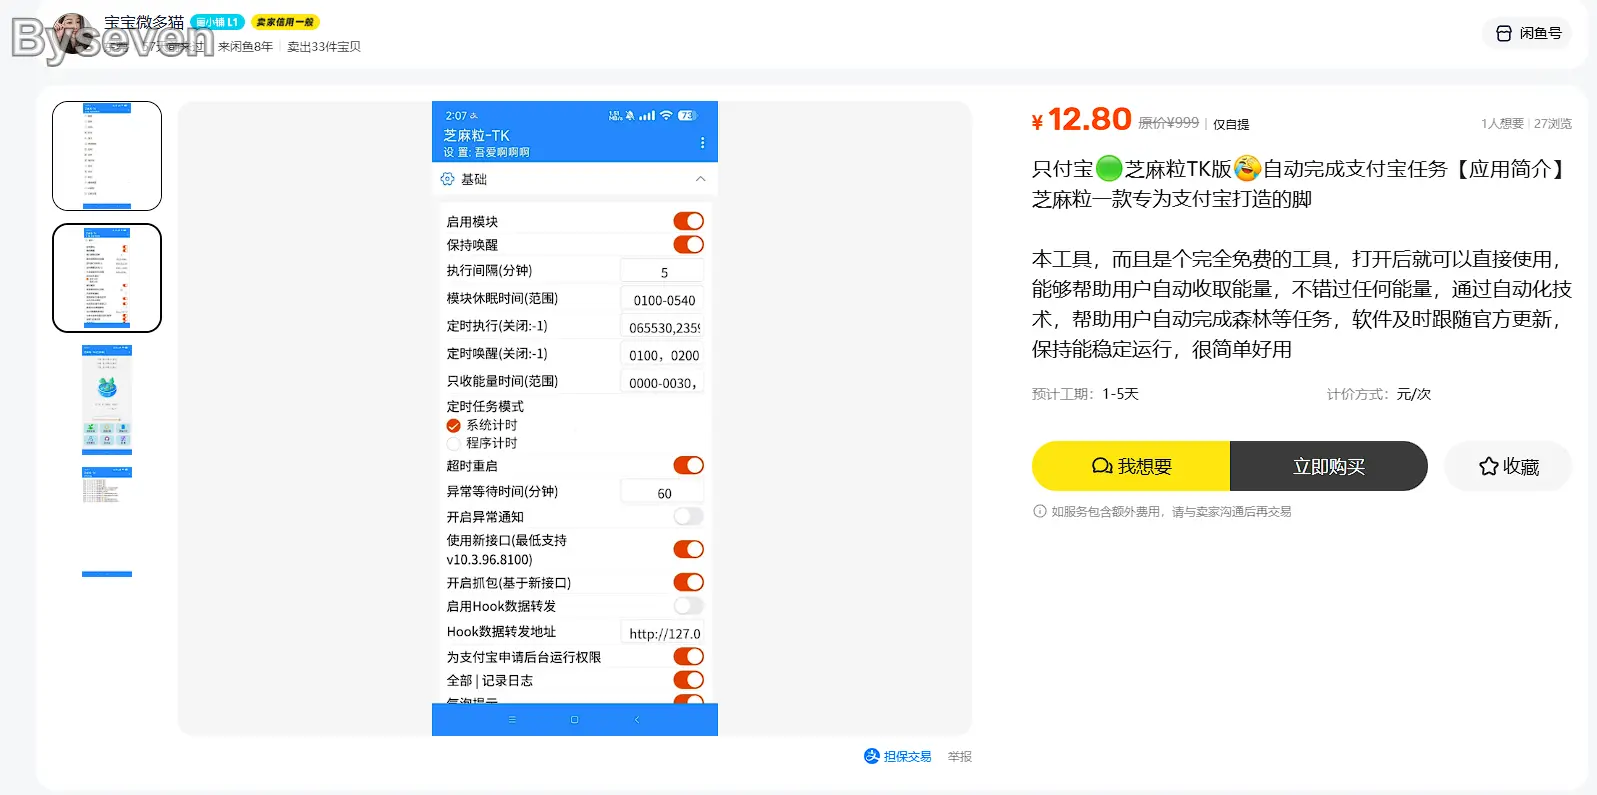 宝宝微多猫 画小铺 L1 卖家信用一般
Byseven
来闲鱼8年 | 卖出33件宝贝
闲鱼号
2:07
73
芝麻粒-TK
设 置: 吾爱啊啊啊
基础
启用模块
保持唤醒
执行间隔(分钟) 5
模块休眠时间(范围) 0100-0540
定时执行(关闭:-1) 065530,2359
定时唤醒(关闭:-1) 0100，0200
只收能量时间(范围) 0000-0030,
定时任务模式
系统计时
程序计时
超时重启
异常等待时间(分钟) 60
开启异常通知
使用新接口(最低支持
v10.3.96.8100)
开启抓包(基于新接口)
启用Hook数据转发
Hook数据转发地址 http://127.0
为支付宝申请后台运行权限
全部 | 记录日志
气泡提示
担保交易 举报
¥12.80 原价¥999 | 仅自提 1人想要 | 27浏览
只付宝🟢芝麻粒TK版🤣自动完成支付宝任务【应用简介】
芝麻粒一款专为支付宝打造的脚
本工具，而且是个完全免费的工具，打开后就可以直接使用，
能够帮助用户自动收取能量，不错过任何能量，通过自动化技
术，帮助用户自动完成森林等任务，软件及时跟随官方更新，
保持能稳定运行，很简单好用
预计工期： 1-5天 计价方式： 元/次
我想要 立即购买 收藏
如服务包含额外费用，请与卖家沟通后再交易